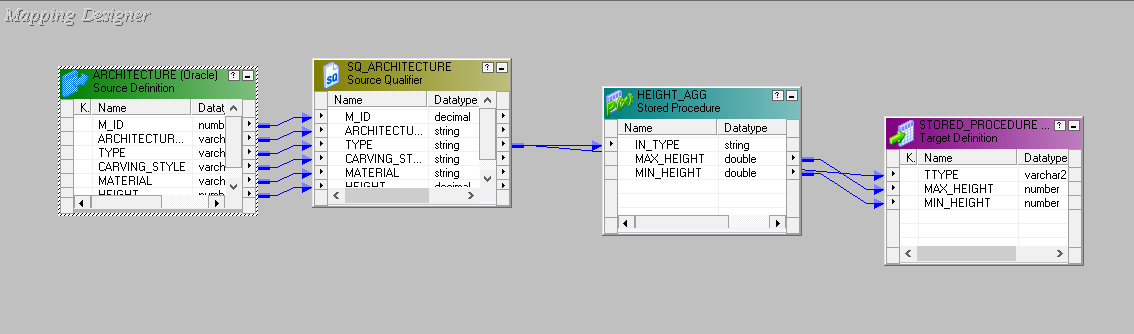 Mapping Designer
ARCHITECTURE (Oracle)
Source Definition
K. Name Datat
M_ID numb
ARCHITECTUR... varch
TYPE varch
CARVING_STYLE varch
MATERIAL varch
HEIGHT numb
SQ_ARCHITECTURE
Source Qualifier
Name Datatype
M_ID decimal
ARCHITECTU... string
TYPE string
CARVING_ST... string
MATERIAL string
HEIGHT decimal
HEIGHT_AGG
Stored Procedure
Name Datatype
IN_TYPE string
MAX_HEIGHT double
MIN_HEIGHT double
STORED_PROCEDURE ...
Target Definition
K. Name Datatype
TTYPE varchar2
MAX_HEIGHT number
MIN_HEIGHT number